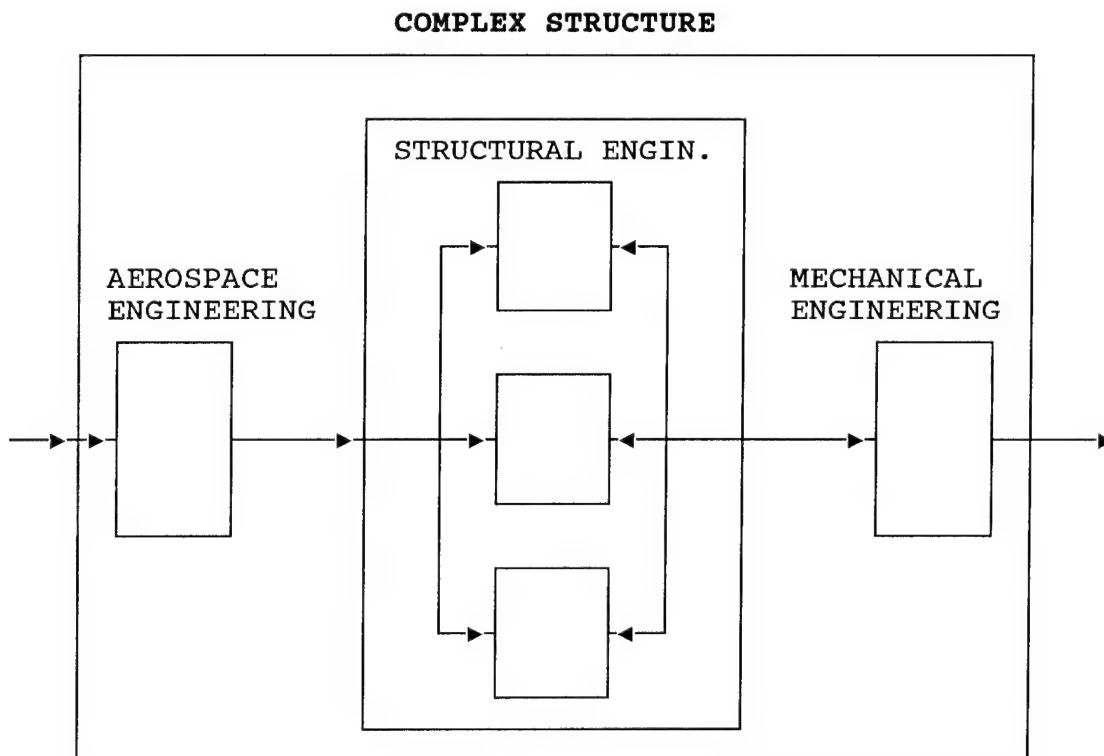 COMPLEX STRUCTURE
STRUCTURAL ENGIN.
AEROSPACE
ENGINEERING
MECHANICAL
ENGINEERING